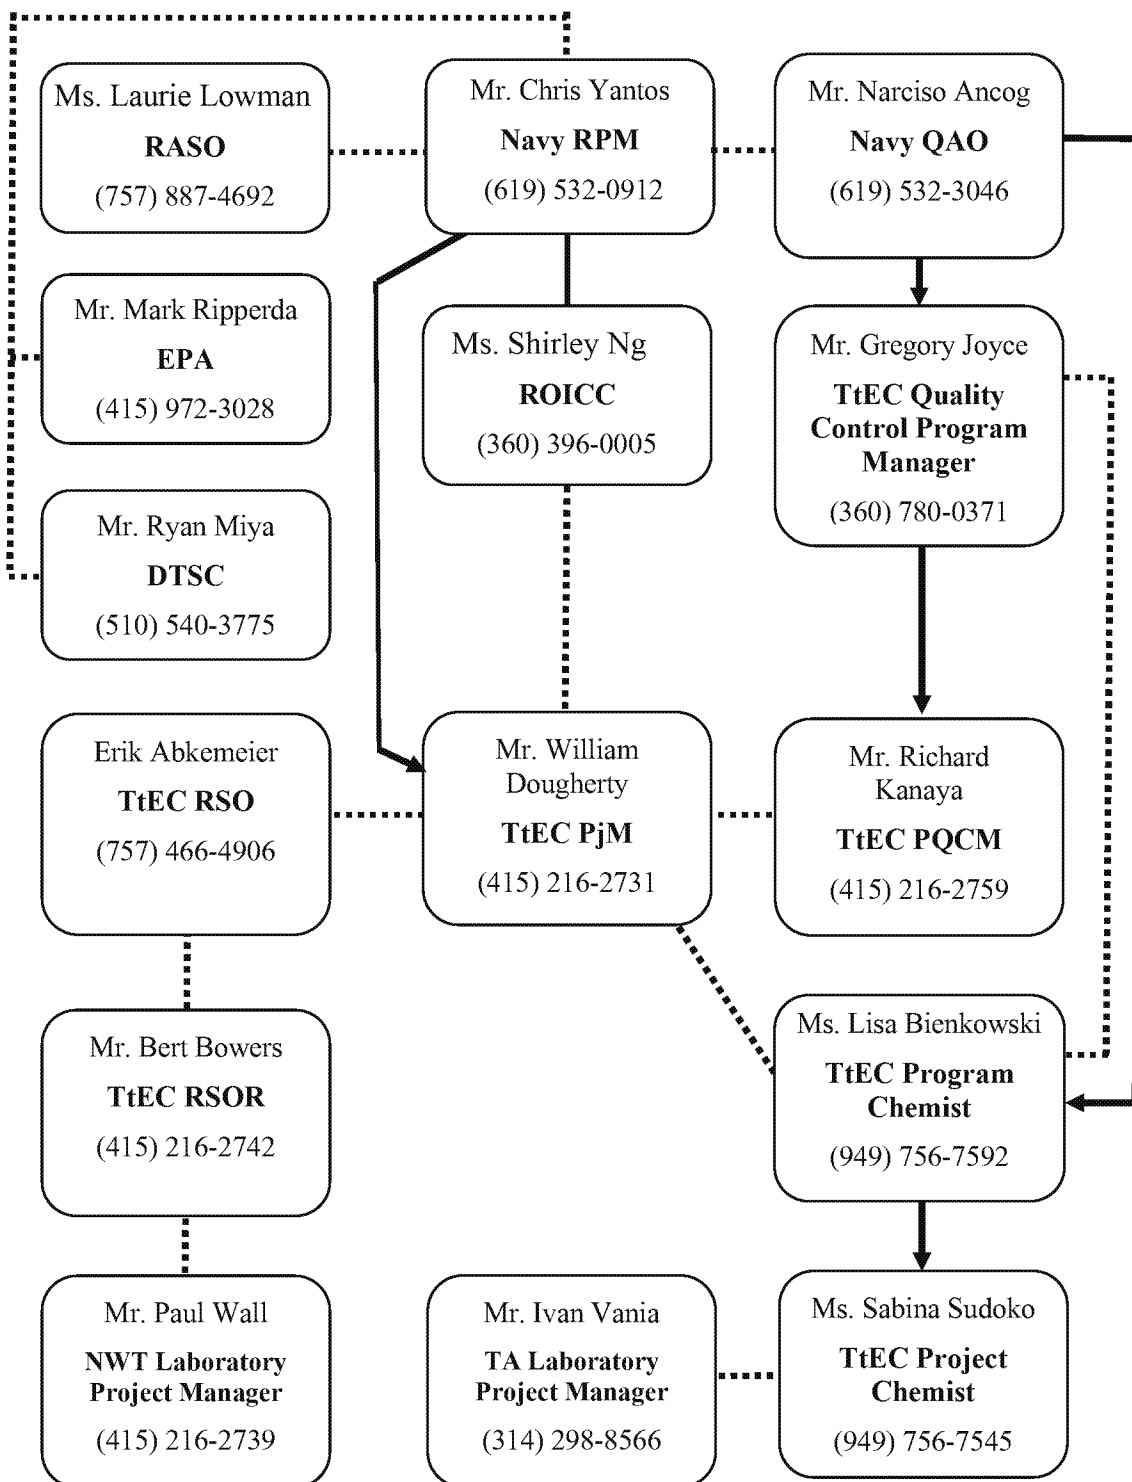 Ms. Laurie Lowman
RASO
(757) 887-4692
Mr. Chris Yantos
Navy RPM
(619) 532-0912
Mr. Narciso Ancog
Navy QAO
(619) 532-3046
Mr. Mark Ripperda
EPA
(415) 972-3028
Ms. Shirley Ng
ROICC
(360) 396-0005
Mr. Gregory Joyce
TtEC Quality
Control Program
Manager
(360) 780-0371
Mr. Ryan Miya
DTSC
(510) 540-3775
Erik Abkemeier
TtEC RSO
(757) 466-4906
Mr. William
Dougherty
TtEC PjM
(415) 216-2731
Mr. Richard
Kanaya
TtEC PQCM
(415) 216-2759
Mr. Bert Bowers
TtEC RSOR
(415) 216-2742
Ms. Lisa Bienkowski
TtEC Program
Chemist
(949) 756-7592
Mr. Paul Wall
NWT Laboratory
Project Manager
(415) 216-2739
Mr. Ivan Vania
TA Laboratory
Project Manager
(314) 298-8566
Ms. Sabina Sudoko
TtEC Project
Chemist
(949) 756-7545